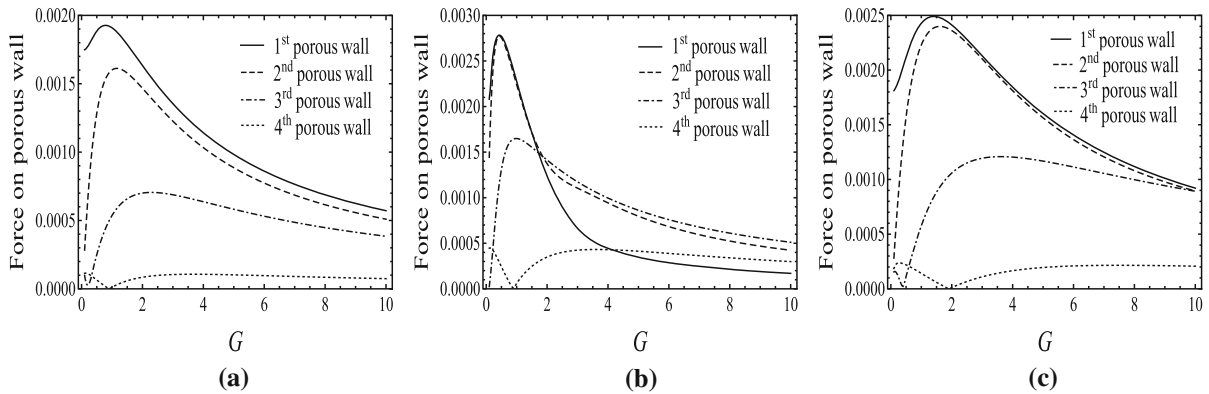 Force on porous wall
0.0020
0.0015
0.0010
0.0005
0.0000
1st porous wall
2nd porous wall
3rd porous wall
4th porous wall
0 2 4 6 8 10
G
(a)
Force on porous wall
0.0030
0.0025
0.0020
0.0015
0.0010
0.0005
0.0000
1st porous wall
2nd porous wall
3rd porous wall
4th porous wall
0 2 4 6 8 10
G
(b)
Force on porous wall
0.0025
0.0020
0.0015
0.0010
0.0005
0.0000
1st porous wall
2nd porous wall
3rd porous wall
4th porous wall
0 2 4 6 8 10
G
(c)